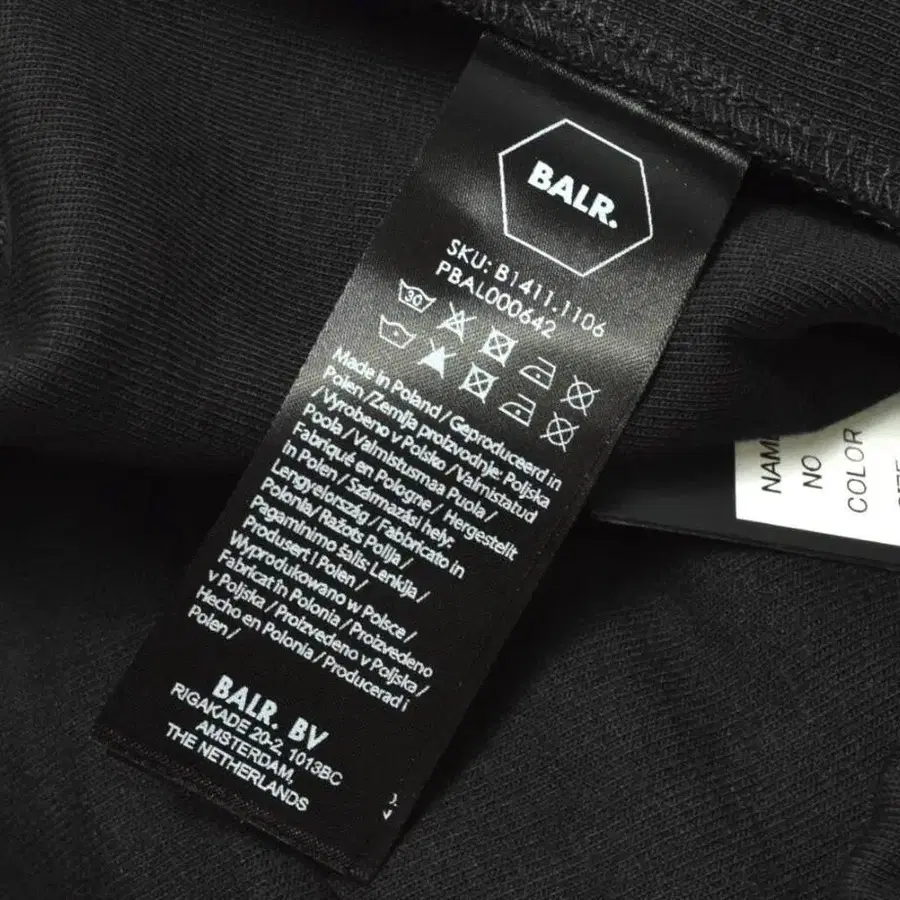 BALR.
SKU: B1411.1106
PBAL000642
30
Made in Poland / Geproduceerd in
Polen /Zemlja proizvodnje: Poljska
/ Vyrobeno v Polsko / Valmistatud
Poola / Valmistusmaa Puola /
Fabriqué en Pologne / Hergestellt
in Polen / Származási hely:
Lengyelország / Fabbricato in
Polonia/ Ražots Polija /
Pagaminimo šalis: Lenkija /
Produsert i Polen /
Wyprodukowano w Polsce /
Fabricat în Polonia / Proizvedeno
v Poljska / Proizvedeno v Poljska /
Hecho en Polonia / Producerad i
Polen /
BALR. BV
RIGAKADE 20-2, 1013BC
AMSTERDAM,
THE NETHERLANDS
NAME
NO
COLOR